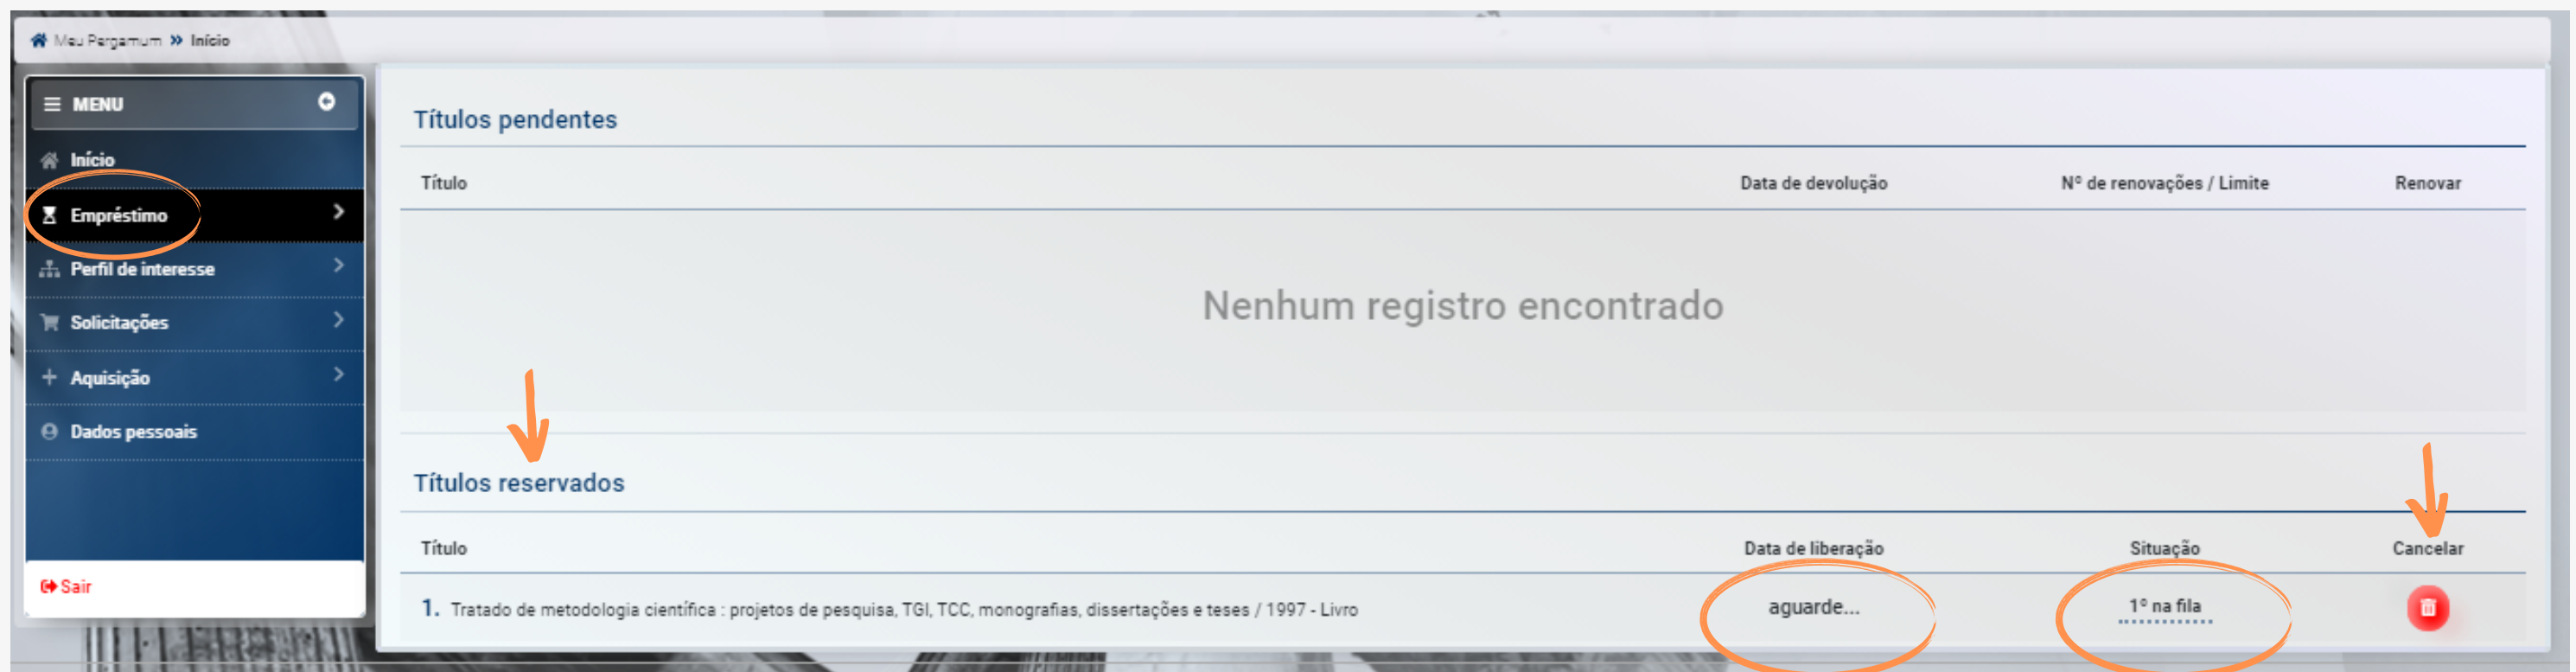 Meu Pergamum » Início
MENU
Início
Empréstimo
Perfil de interesse
Solicitações
Aquisição
Dados pessoais
Sair
Títulos pendentes
Título Data de devolução Nº de renovações / Limite Renovar
Nenhum registro encontrado
Títulos reservados
Título Data de liberação Situação Cancelar
1. Tratado de metodologia científica : projetos de pesquisa, TGI, TCC, monografias, dissertações e teses / 1997 - Livro aguarde... 1º na fila